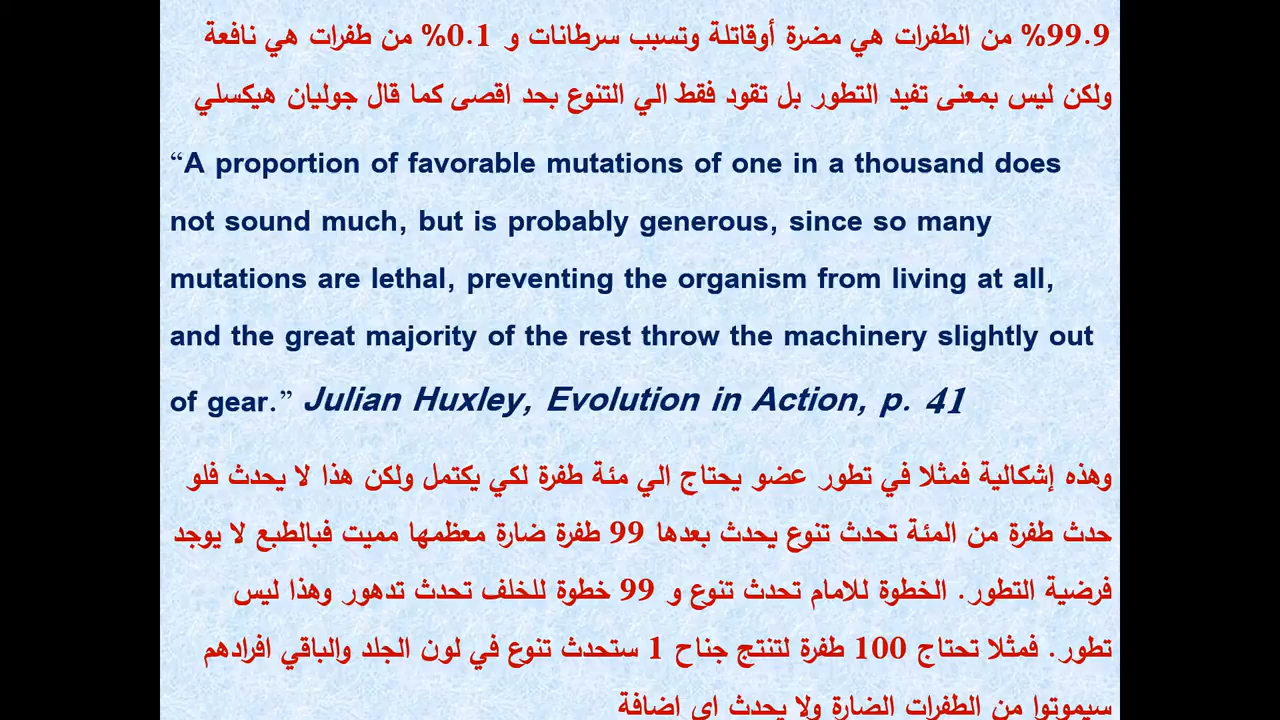 99.9% من الطفرات هي مضرة أوقاتلة وتسبب سرطانات و 0.1% من طفرات هي نافعة
ولكن ليس بمعنى تفيد التطور بل تقود فقط الي التنوع بحد اقصى كما قال جوليان هيكسلي
“A proportion of favorable mutations of one in a thousand does
not sound much, but is probably generous, since so many
mutations are lethal, preventing the organism from living at all,
and the great majority of the rest throw the machinery slightly out
of gear.” Julian Huxley, Evolution in Action, p. 41
وهذه إشكالية فمثلا في تطور عضو يحتاج الي مئة طفرة لكي يكتمل ولكن هذا لا يحدث فلو
حدث طفرة من المئة تحدث تنوع يحدث بعدها 99 طفرة ضارة معظمها مميت فبالطبع لا يوجد
فرضية التطور. الخطوة للامام تحدث تنوع و 99 خطوة للخلف تحدث تدهور وهذا ليس
تطور. فمثلا تحتاج 100 طفرة لتنتج جناح 1 ستحدث تنوع في لون الجلد والباقي افرادهم
سيموتوا من الطفرات الضارة ولا يحدث اي اضافة